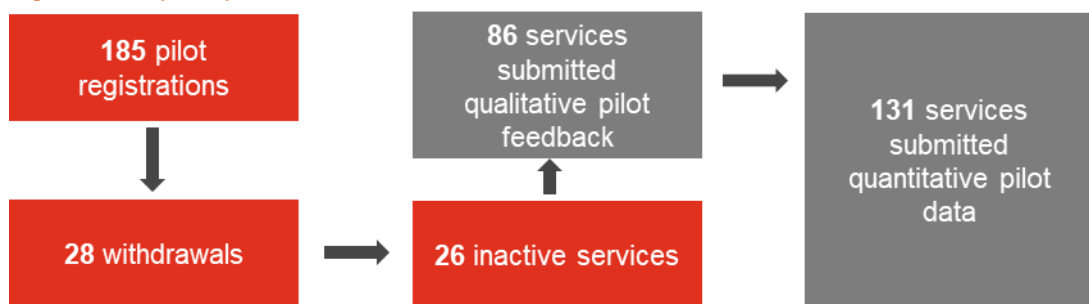 185 pilot
registrations
28 withdrawals
26 inactive services
86 services
submitted
qualitative pilot
feedback
131 services
submitted
quantitative pilot
data